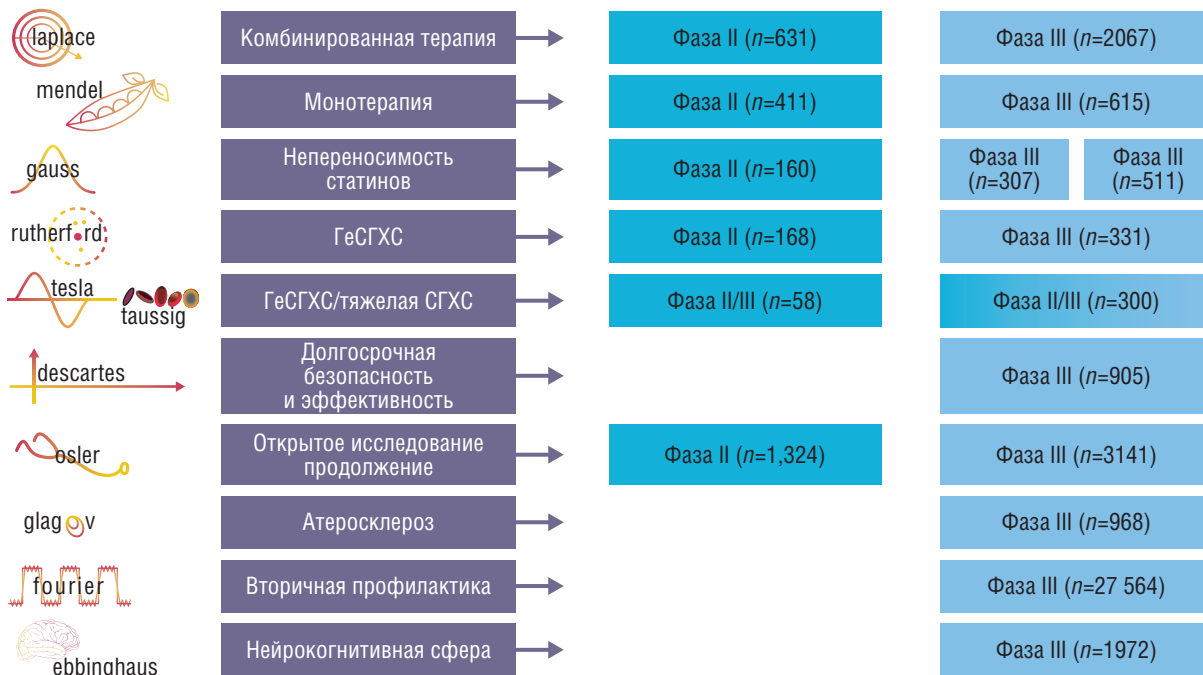 laplace
Комбинированная терапия
Фаза II (n=631)
Фаза III (n=2067)
mendel
Монотерапия
Фаза II (n=411)
Фаза III (n=615)
gauss
Непереносимость
статинов
Фаза II (n=160)
Фаза III
(n=307)
Фаза III
(n=511)
rutherf rd
ГеСГХС
Фаза II (n=168)
Фаза III (n=331)
tesla
taussig
ГеСГХС/тяжелая СГХС
Фаза II/III (n=58)
Фаза II/III (n=300)
descartes
Долгосрочная
безопасность
и эффективность
Фаза III (n=905)
osler
Открытое исследование
продолжение
Фаза II (n=1,324)
Фаза III (n=3141)
glag v
Атеросклероз
Фаза III (n=968)
fourier
Вторичная профилактика
Фаза III (n=27 564)
ebbinghaus
Нейрокогнитивная сфера
Фаза III (n=1972)